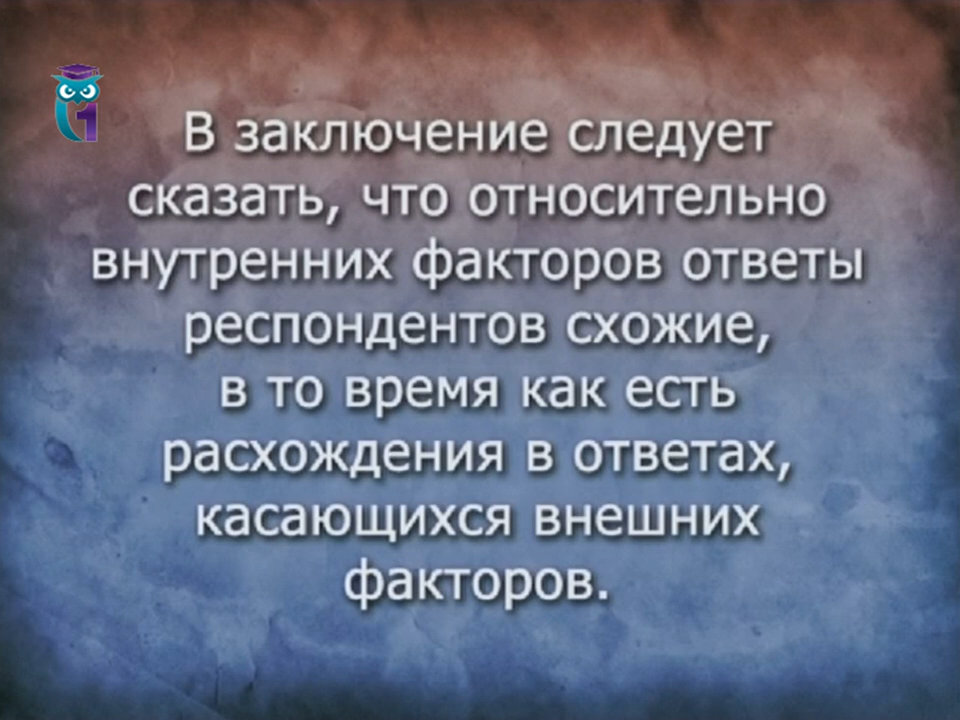 В заключение следует
сказать, что относительно
внутренних факторов ответы
респондентов схожие,
в то время как есть
расхождения в ответах,
касающихся внешних
факторов.
1